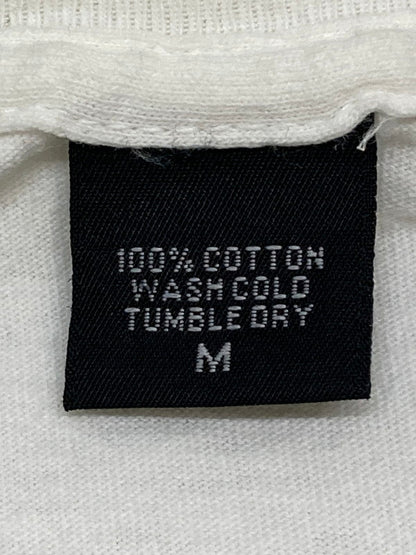 100% COTTON
WASH COLD
TUMBLE DRY
M